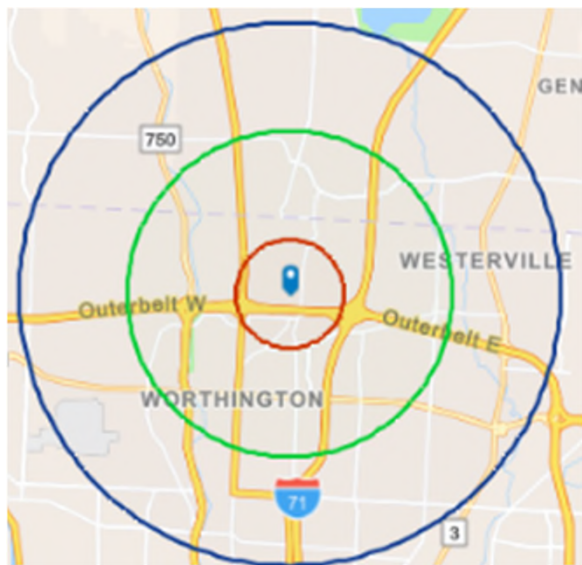 GEN
750
WESTERVILLE
Outerbelt W
Outerbelt E
WORTHINGTON
71
3